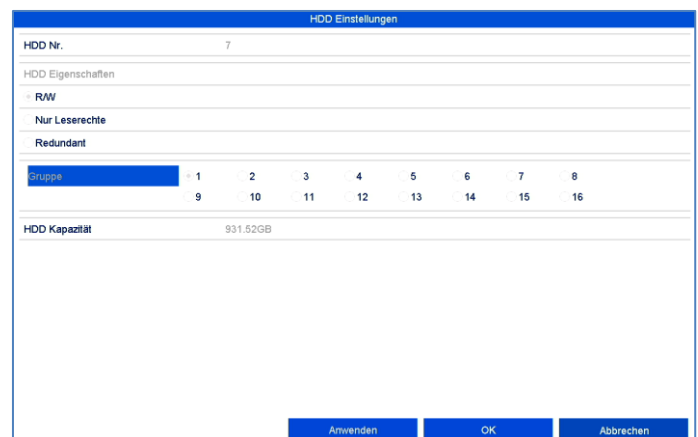 HDD Einstellungen
HDD Nr. 7
HDD Eigenschaften
R/W
Nur Leserechte
Redundant
Gruppe 1 2 3 4 5 6 7 8
9 10 11 12 13 14 15 16
HDD Kapazität 931.52GB
Anwenden OK Abbrechen